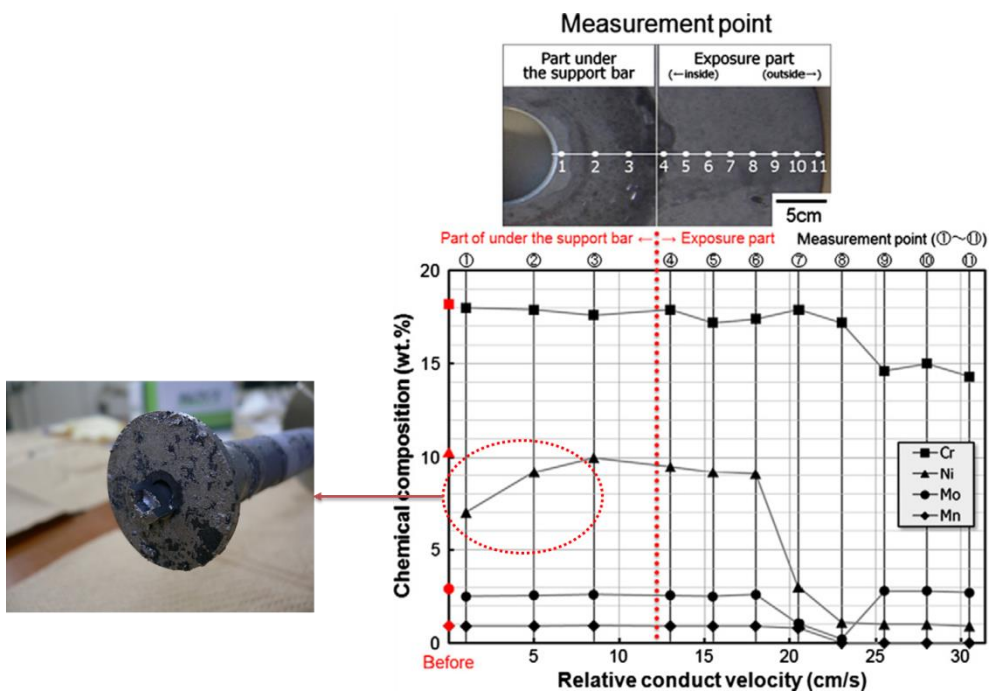 Measurement point
Part under
the support bar
Exposure part
(←inside) (outside→)
1 2 3 4 5 6 7 8 9 10 11
5cm
Part of under the support bar ← → Exposure part Measurement point (①～⑪)
① ② ③ ④ ⑤ ⑥ ⑦ ⑧ ⑨ ⑩ ⑪
20
15
10
5
0
Chemical composition (wt.%)
Cr
Ni
Mo
Mn
Before
5 10 15 20 25 30
Relative conduct velocity (cm/s)